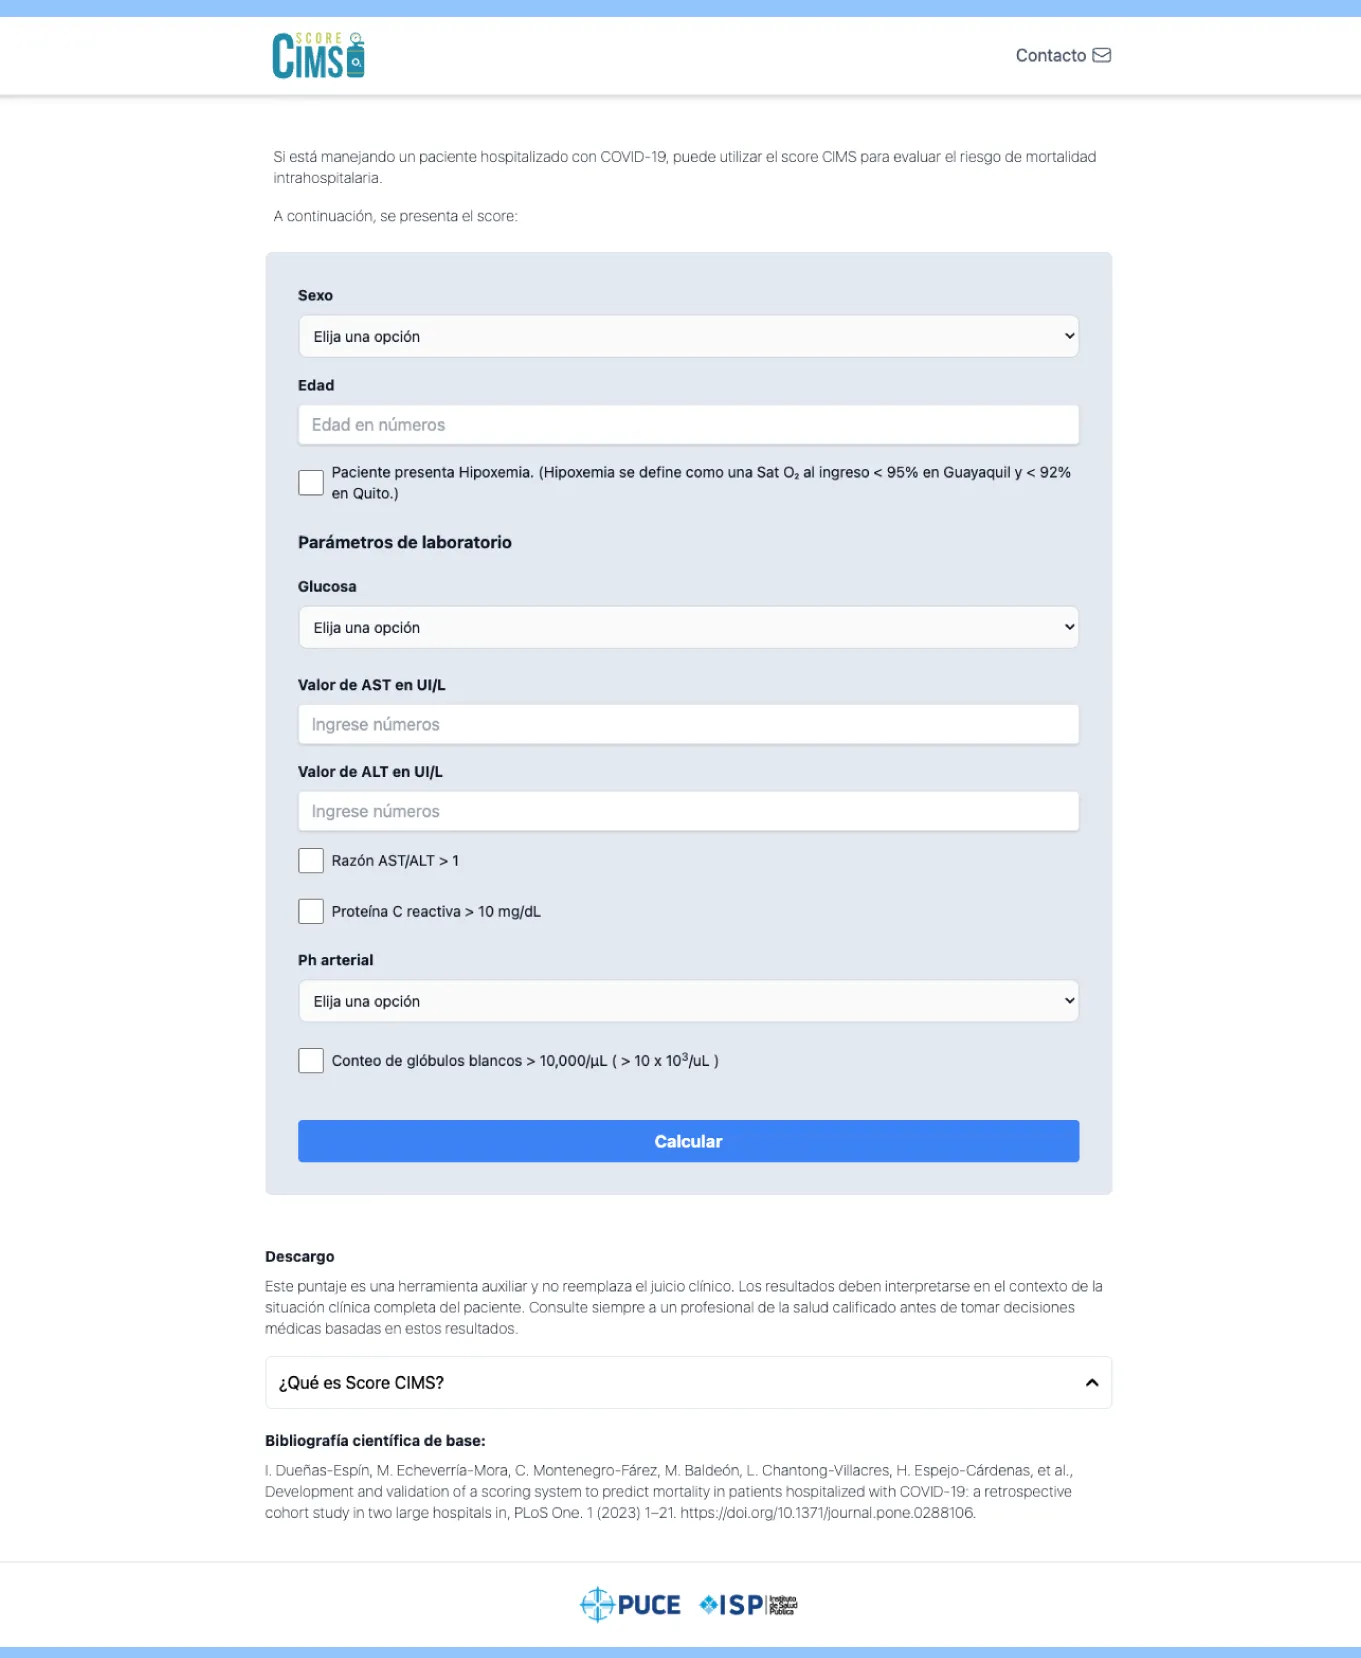 SCORE
CIMS
O₂
Contacto
Si está manejando un paciente hospitalizado con COVID-19, puede utilizar el score CIMS para evaluar el riesgo de mortalidad
intrahospitalaria.
A continuación, se presenta el score:
Sexo
Elija una opción
Edad
Edad en números
Paciente presenta Hipoxemia. (Hipoxemia se define como una Sat O₂ al ingreso < 95% en Guayaquil y < 92%
en Quito.)
Parámetros de laboratorio
Glucosa
Elija una opción
Valor de AST en UI/L
Ingrese números
Valor de ALT en UI/L
Ingrese números
Razón AST/ALT > 1
Proteína C reactiva > 10 mg/dL
Ph arterial
Elija una opción
Conteo de glóbulos blancos > 10,000/µL ( > 10 x 10³/uL )
Calcular
Descargo
Este puntaje es una herramienta auxiliar y no reemplaza el juicio clínico. Los resultados deben interpretarse en el contexto de la
situación clínica completa del paciente. Consulte siempre a un profesional de la salud calificado antes de tomar decisiones
médicas basadas en estos resultados.
¿Qué es Score CIMS?
Bibliografía científica de base:
I. Dueñas-Espín, M. Echeverría-Mora, C. Montenegro-Fárez, M. Baldeón, L. Chantong-Villacres, H. Espejo-Cárdenas, et al.,
Development and validation of a scoring system to predict mortality in patients hospitalized with COVID-19: a retrospective
cohort study in two large hospitals in, PLoS One. 1 (2023) 1–21. https://doi.org/10.1371/journal.pone.0288106.
PUCE ISP Instituto
de Salud
Pública